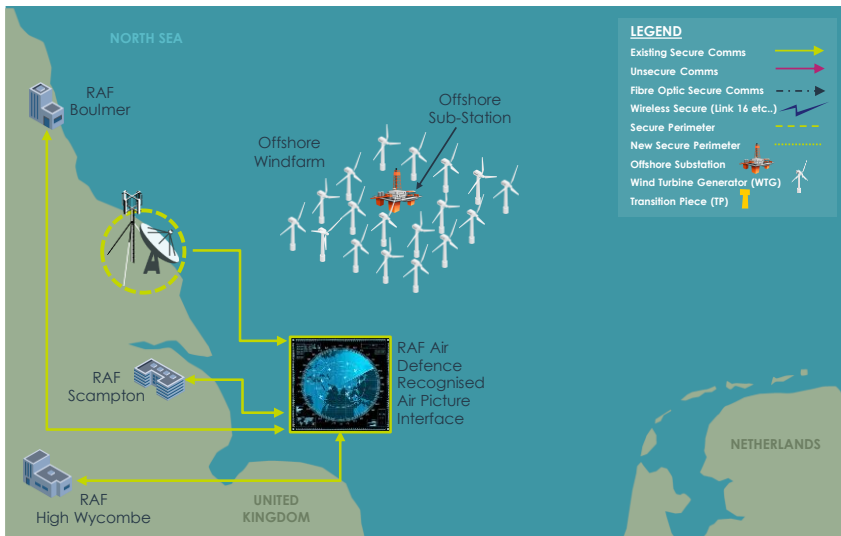 NORTH SEA
RAF
Boulmer
Offshore
Sub-Station
Offshore
Windfarm
LEGEND
Existing Secure Comms
Unsecure Comms
Fibre Optic Secure Comms
Wireless Secure (Link 16 etc..)
Secure Perimeter
New Secure Perimeter
Offshore Substation
Wind Turbine Generator (WTG)
Transition Piece (TP)
RAF Air
Defence
Recognised
Air Picture
Interface
RAF
Scampton
RAF
High Wycombe
UNITED
KINGDOM
NETHERLANDS